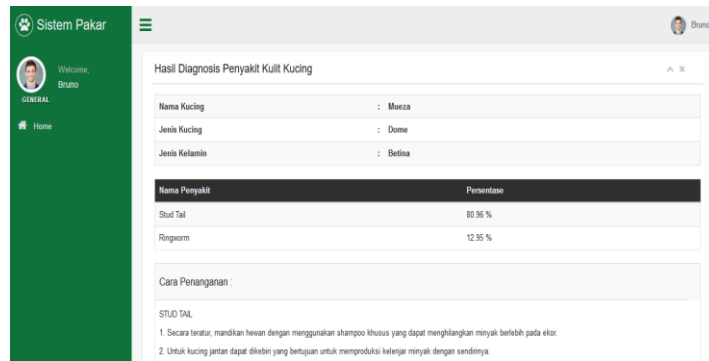 Sistem Pakar
Bruno
Welcome,
Bruno
GENERAL
Home
Hasil Diagnosis Penyakit Kulit Kucing
Nama Kucing : Mueza
Jenis Kucing : Dome
Jenis Kelamin : Betina
Nama Penyakit Persentase
Stud Tail 80.96 %
Ringworm 12.95 %
Cara Penanganan :
STUD TAIL
1. Secara teratur, mandikan hewan dengan menggunakan shampoo khusus yang dapat menghilangkan minyak berlebih pada ekor.
2. Untuk kucing jantan dapat dikebiri yang bertujuan untuk memproduksi kelenjar minyak dengan sendirinya.